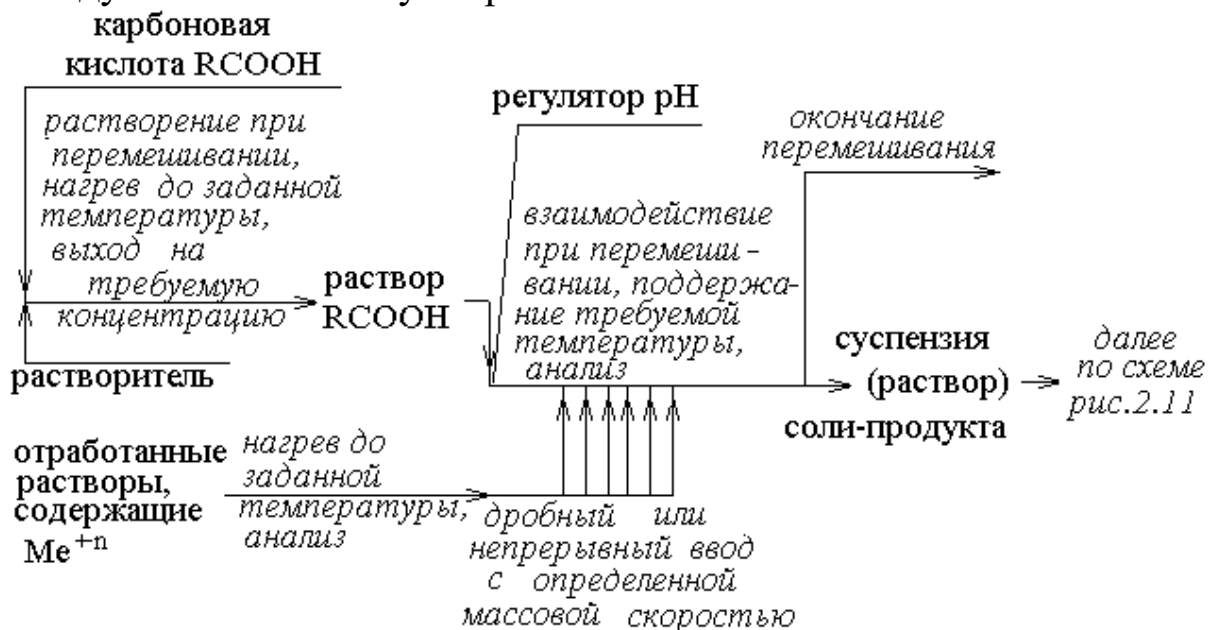 карбоновая
кислота RCOOH
растворение при
перемешивании,
нагрев до заданной
температуры,
выход на
требуемую
концентрацию
растворитель
раствор
RCOOH
регулятор pH
взаимодействие
при перемеши -
вании, поддержа-
ние требуемой
температуры,
анализ
окончание
перемешивания
суспензия
(раствор)
соли-продукта
далее
по схеме
рис.2.11
отработанные
растворы,
содержащие
Me+n
нагрев до
заданной
температуры,
анализ
дробный или
непрерывный ввод
с определенной
массовой скоростью